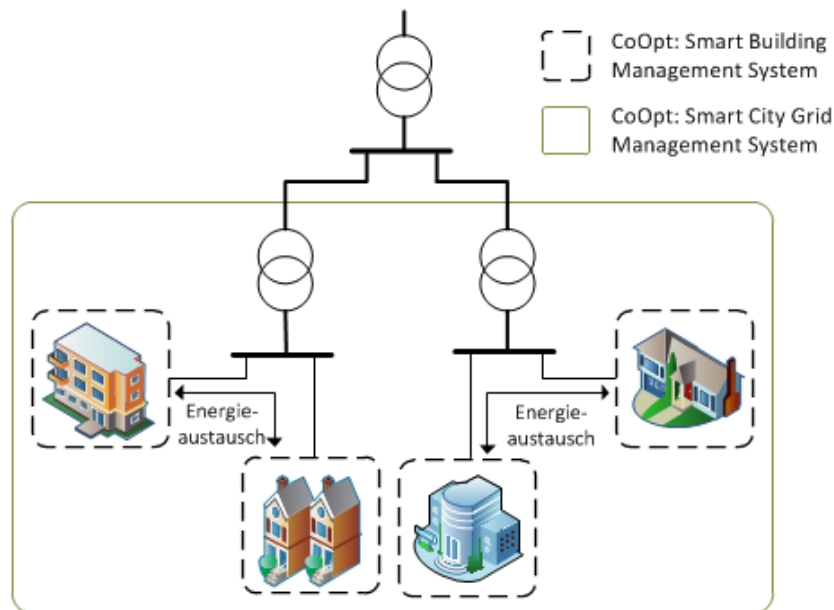 CoOpt: Smart Building
Management System
CoOpt: Smart City Grid
Management System
Energie-
austausch
Energie-
austausch